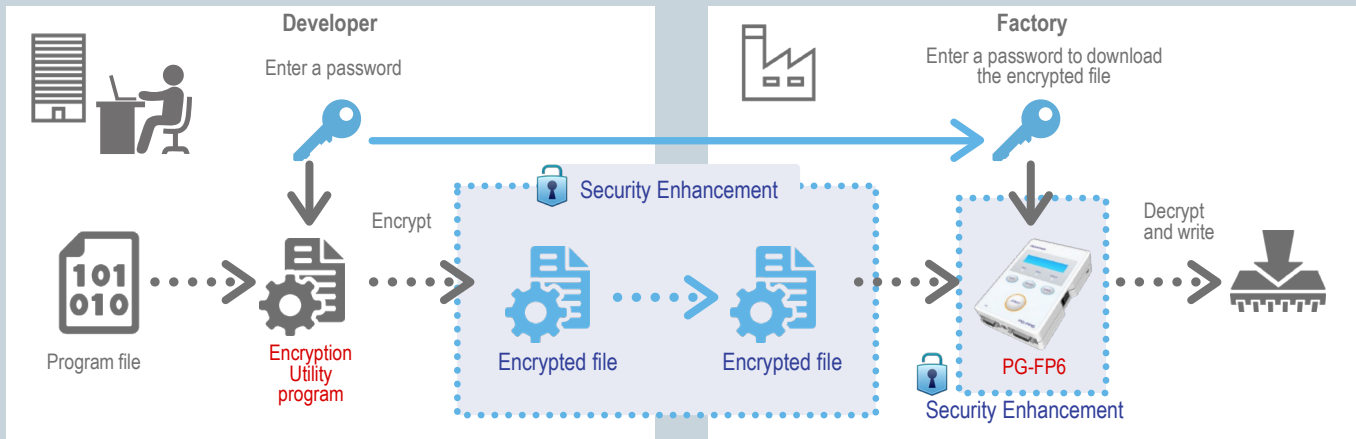 Developer
Enter a password
Factory
Enter a password to download
the encrypted file
Security Enhancement
Encrypt
Decrypt
and write
101
010
Program file
Encryption
Utility
program
Encrypted file
Encrypted file
PG-FP6
Security Enhancement